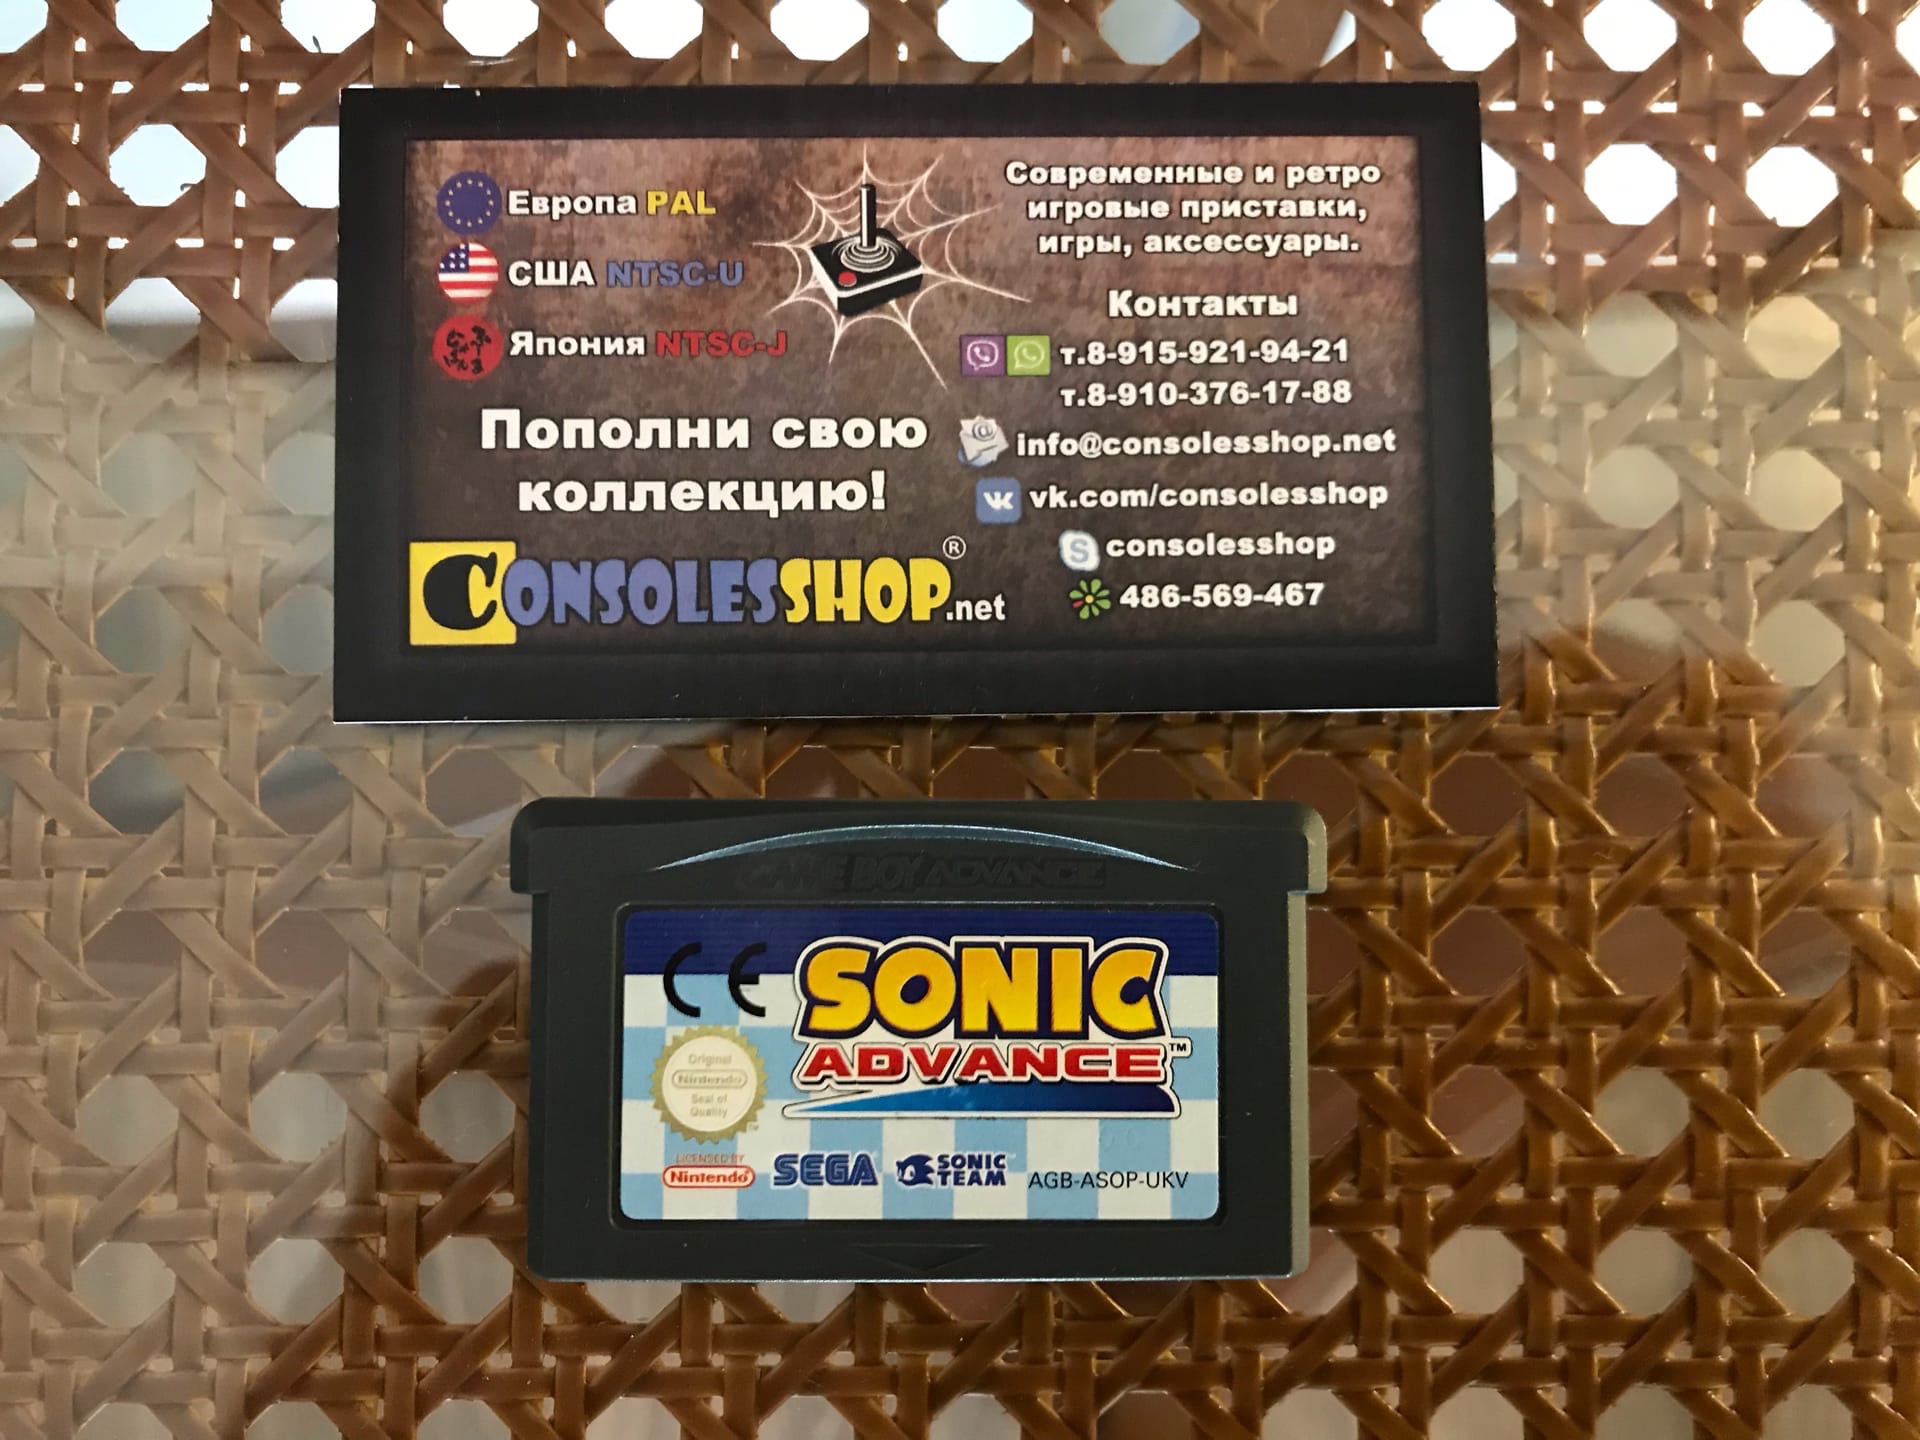 Европа PAL
США NTSC-U
Япония NTSC-J
Пополни свою
коллекцию!
CONSOLESSHOP.net
®
Современные и ретро
игровые приставки,
игры, аксессуары.
Контакты
т.8-915-921-94-21
т.8-910-376-17-88
info@consolesshop.net
vk.com/consolesshop
consolesshop
486-569-467
GAME BOY ADVANCE
CE
SONIC
ADVANCE™
Original
Nintendo
Seal of
Quality
LICENSED BY
Nintendo
SEGA
SONIC
TEAM
AGB-ASOP-UKV